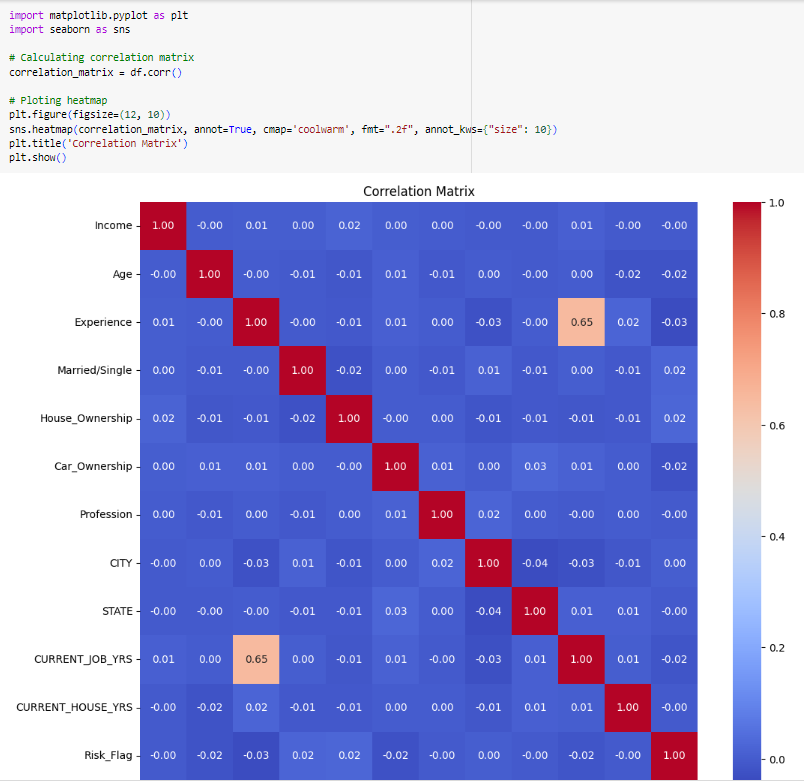 import matplotlib.pyplot as plt
import seaborn as sns
# Calculating correlation matrix
correlation_matrix = df.corr()
# Ploting heatmap
plt.figure(figsize=(12, 10))
sns.heatmap(correlation_matrix, annot=True, cmap='coolwarm', fmt=".2f", annot_kws={"size": 10})
plt.title('Correlation Matrix')
plt.show()
Correlation Matrix
Income 1.00 -0.00 0.01 0.00 0.02 0.00 0.00 -0.00 -0.00 0.01 -0.00 -0.00
Age -0.00 1.00 -0.00 -0.01 -0.01 0.01 -0.01 0.00 -0.00 0.00 -0.02 -0.02
Experience 0.01 -0.00 1.00 -0.00 -0.01 0.01 0.00 -0.03 -0.00 0.65 0.02 -0.03
Married/Single 0.00 -0.01 -0.00 1.00 -0.02 0.00 -0.01 0.01 -0.01 0.00 -0.01 0.02
House_Ownership 0.02 -0.01 -0.01 -0.02 1.00 -0.00 0.00 -0.01 -0.01 -0.01 -0.01 0.02
Car_Ownership 0.00 0.01 0.01 0.00 -0.00 1.00 0.01 0.00 0.03 0.01 0.00 -0.02
Profession 0.00 -0.01 0.00 -0.01 0.00 0.01 1.00 0.02 0.00 -0.00 0.00 -0.00
CITY -0.00 0.00 -0.03 0.01 -0.01 0.00 0.02 1.00 -0.04 -0.03 -0.01 0.00
STATE -0.00 -0.00 -0.00 -0.01 -0.01 0.03 0.00 -0.04 1.00 0.01 0.01 -0.00
CURRENT_JOB_YRS 0.01 0.00 0.65 0.00 -0.01 0.01 -0.00 -0.03 0.01 1.00 0.01 -0.02
CURRENT_HOUSE_YRS -0.00 -0.02 0.02 -0.01 -0.01 0.00 0.00 -0.01 0.01 0.01 1.00 -0.00
Risk_Flag -0.00 -0.02 -0.03 0.02 0.02 -0.02 -0.00 0.00 -0.00 -0.02 -0.00 1.00
1.0
0.8
0.6
0.4
0.2
0.0